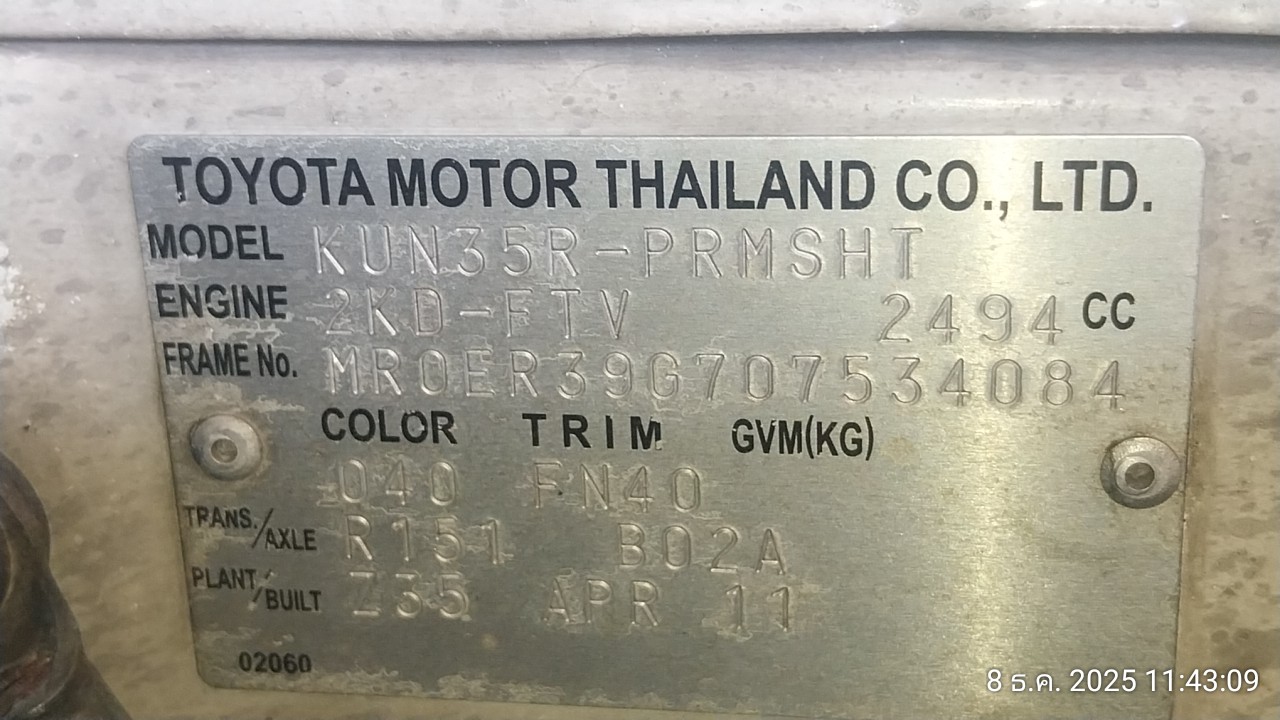 TOYOTA MOTOR THAILAND CO., LTD.
MODEL KUN35R-PRMSHT
ENGINE 2KD-FTV 2494 CC
FRAME No. MR0ER39G707534084
COLOR TRIM GVM(KG)
040 FN40
TRANS./AXLE R151 B02A
PLANT/BUILT Z35 APR 11
02060
8 ธ.ค. 2025 11:43:09